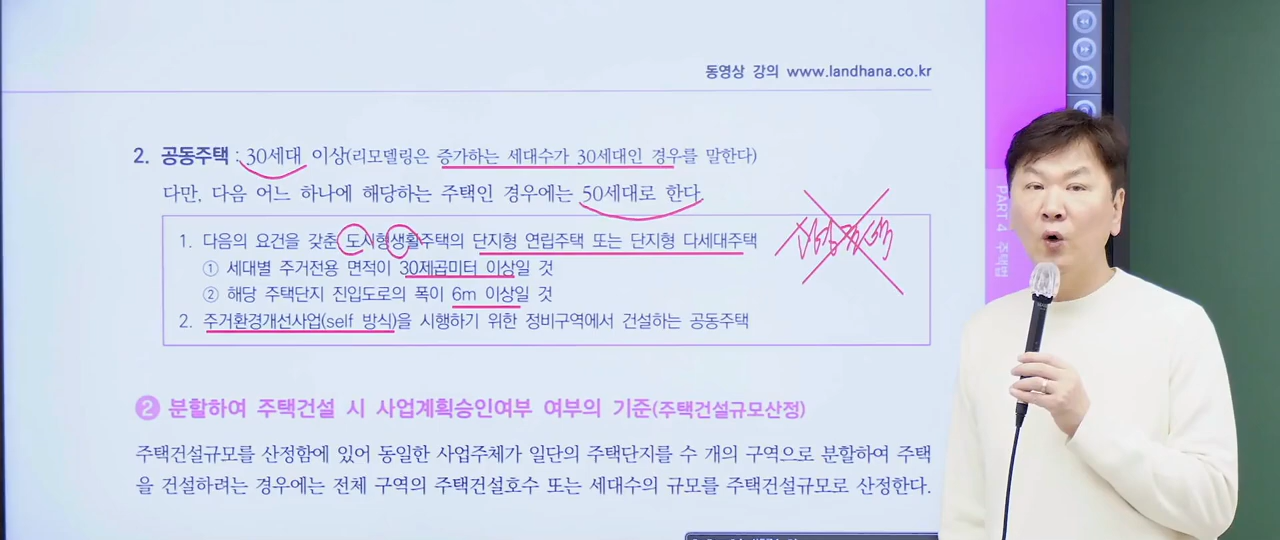 동영상 강의 www.landhana.co.kr
2. 공동주택 : 30세대 이상(리모델링은 증가하는 세대수가 30세대인 경우를 말한다)
다만, 다음 어느 하나에 해당하는 주택인 경우에는 50세대로 한다.
1. 다음의 요건을 갖춘 도시형생활주택의 단지형 연립주택 또는 단지형 다세대주택
① 세대별 주거전용 면적이 30제곱미터 이상일 것
② 해당 주택단지 진입도로의 폭이 6m 이상일 것
2. 주거환경개선사업(self 방식)을 시행하기 위한 정비구역에서 건설하는 공동주택
2 분할하여 주택건설 시 사업계획승인여부 여부의 기준(주택건설규모산정)
주택건설규모를 산정함에 있어 동일한 사업주체가 일단의 주택단지를 수 개의 구역으로 분할하여 주택
을 건설하려는 경우에는 전체 구역의 주택건설호수 또는 세대수의 규모를 주택건설규모로 산정한다.
PART 4 주택법